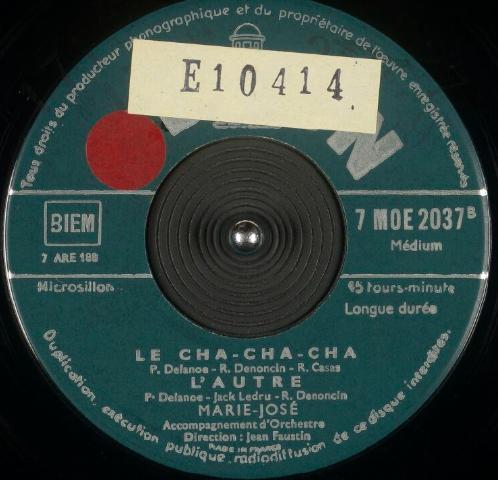 Tous droits du producteur phonographique et du propriétaire de l'œuvre enregistrée réservés
E10414.
N
BIEM
7 ARE 188
7 MOE 2037 B
Médium
Microsillon
45 tours-minute
Longue durée
LE CHA-CHA-CHA
P. Delanoe - R. Denoncin - R. Casas
L'AUTRE
P. Delanoe - Jack Ledru - R. Denoncin
MARIE-JOSÉ
Accompagnement d'Orchestre
Direction : Jean Faustin
MADE IN FRANCE
Duplication, exécution publique, radiodiffusion de ce disque interdites.